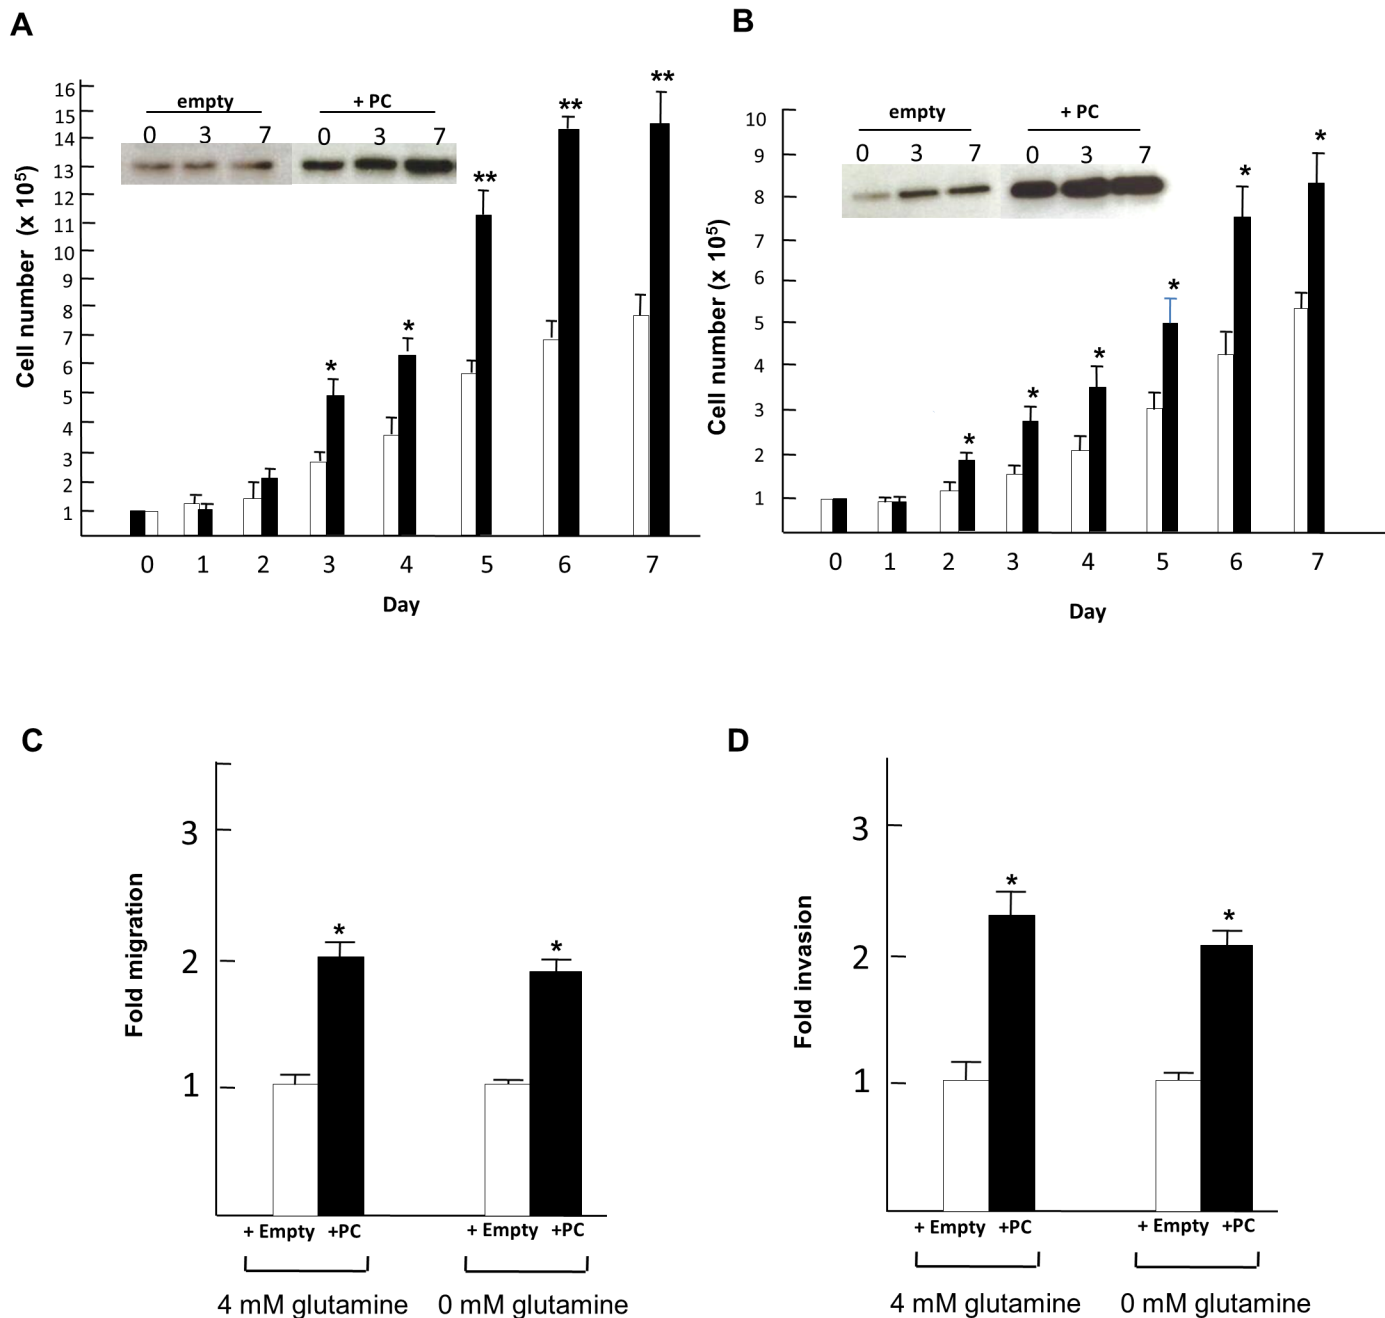 A
Cell number (x 10⁵)
16
15
14
13
12
11
10
9
8
7
6
5
4
3
2
1
empty + PC
0 3 7 0 3 7
* * ** ** **
0 1 2 3 4 5 6 7
Day
B
Cell number (x 10⁵)
10
9
8
7
6
5
4
3
2
1
empty + PC
0 3 7 0 3 7
* * * * * *
0 1 2 3 4 5 6 7
Day
C
Fold migration
3
2
1
* *
+ Empty +PC + Empty +PC
4 mM glutamine 0 mM glutamine
D
Fold invasion
3
2
1
* *
+ Empty +PC + Empty +PC
4 mM glutamine 0 mM glutamine